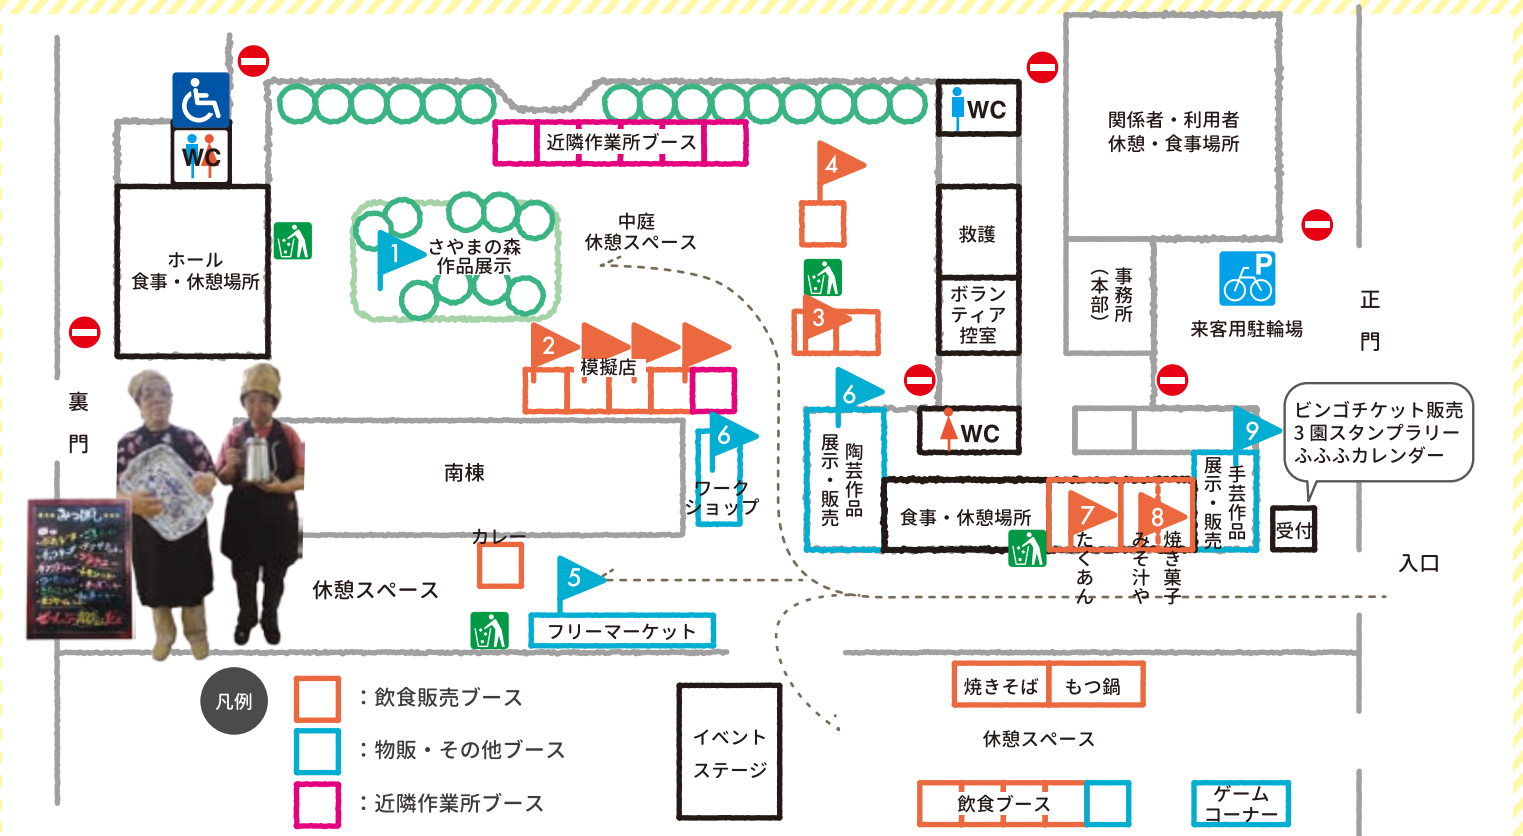 WC
近隣作業所ブース
WC
4
関係者・利用者
休憩・食事場所
中庭
休憩スペース
救護
1
さやまの森
作品展示
ホール
食事・休憩場所
P
来客用駐輪場
事務所
（本部）
ボラン
ティア
控室
正門
3
2
模擬店
裏門
6
6
WC
9
ビンゴチケット販売
3園スタンプラリー
ふふふカレンダー
南棟
ワーク
ショップ
陶芸作品
展示・販売
食事・休憩場所
7
たくあん
8
焼き菓子
みそ汁や
手芸作品
展示・販売
受付
入口
カレー
休憩スペース
5
フリーマーケット
みつぼし
凡例
：飲食販売ブース
：物販・その他ブース
：近隣作業所ブース
イベント
ステージ
焼きそば
もつ鍋
休憩スペース
飲食ブース
ゲーム
コーナー